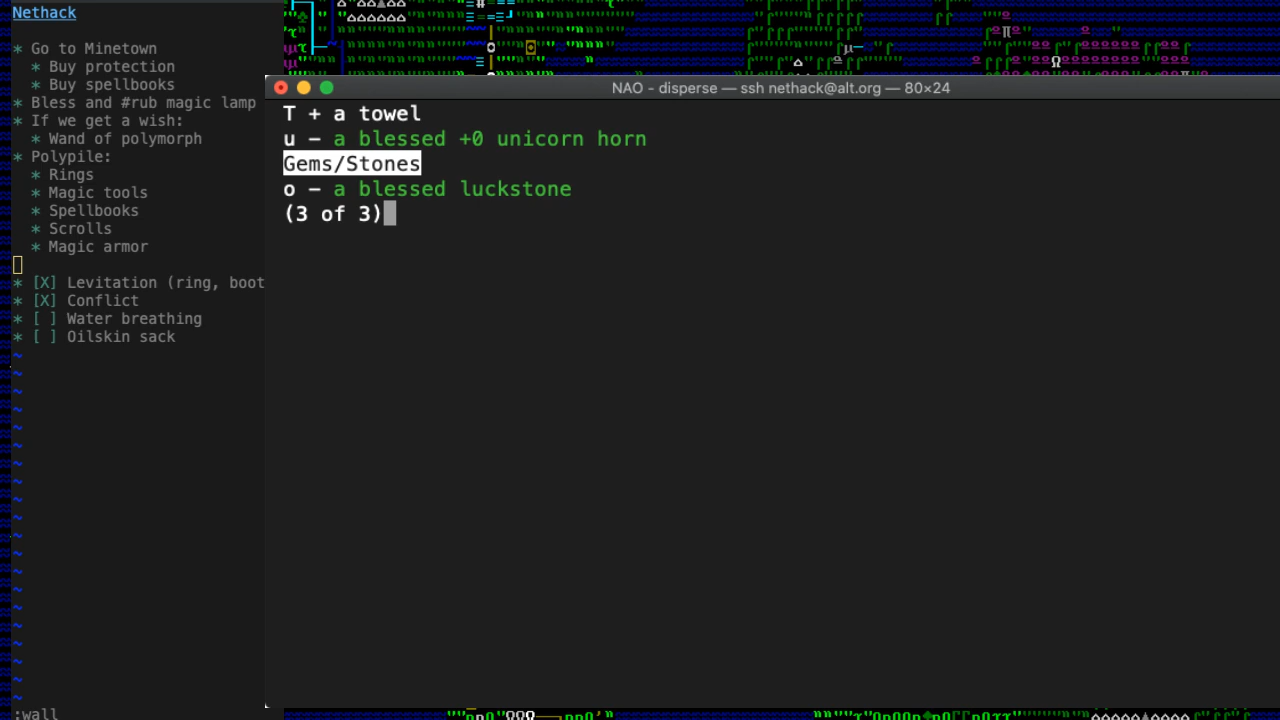 Nethack
* Go to Minetown
* Buy protection
* Buy spellbooks
* Bless and #rub magic lamp
* If we get a wish:
* Wand of polymorph
* Polypile:
* Rings
* Magic tools
* Spellbooks
* Scrolls
* Magic armor
* [X] Levitation (ring, boot
* [X] Conflict
* [ ] Water breathing
* [ ] Oilskin sack
:wall
NAO - disperse — ssh nethack@alt.org — 80×24
T + a towel
u - a blessed +0 unicorn horn
Gems/Stones
o - a blessed luckstone
(3 of 3)